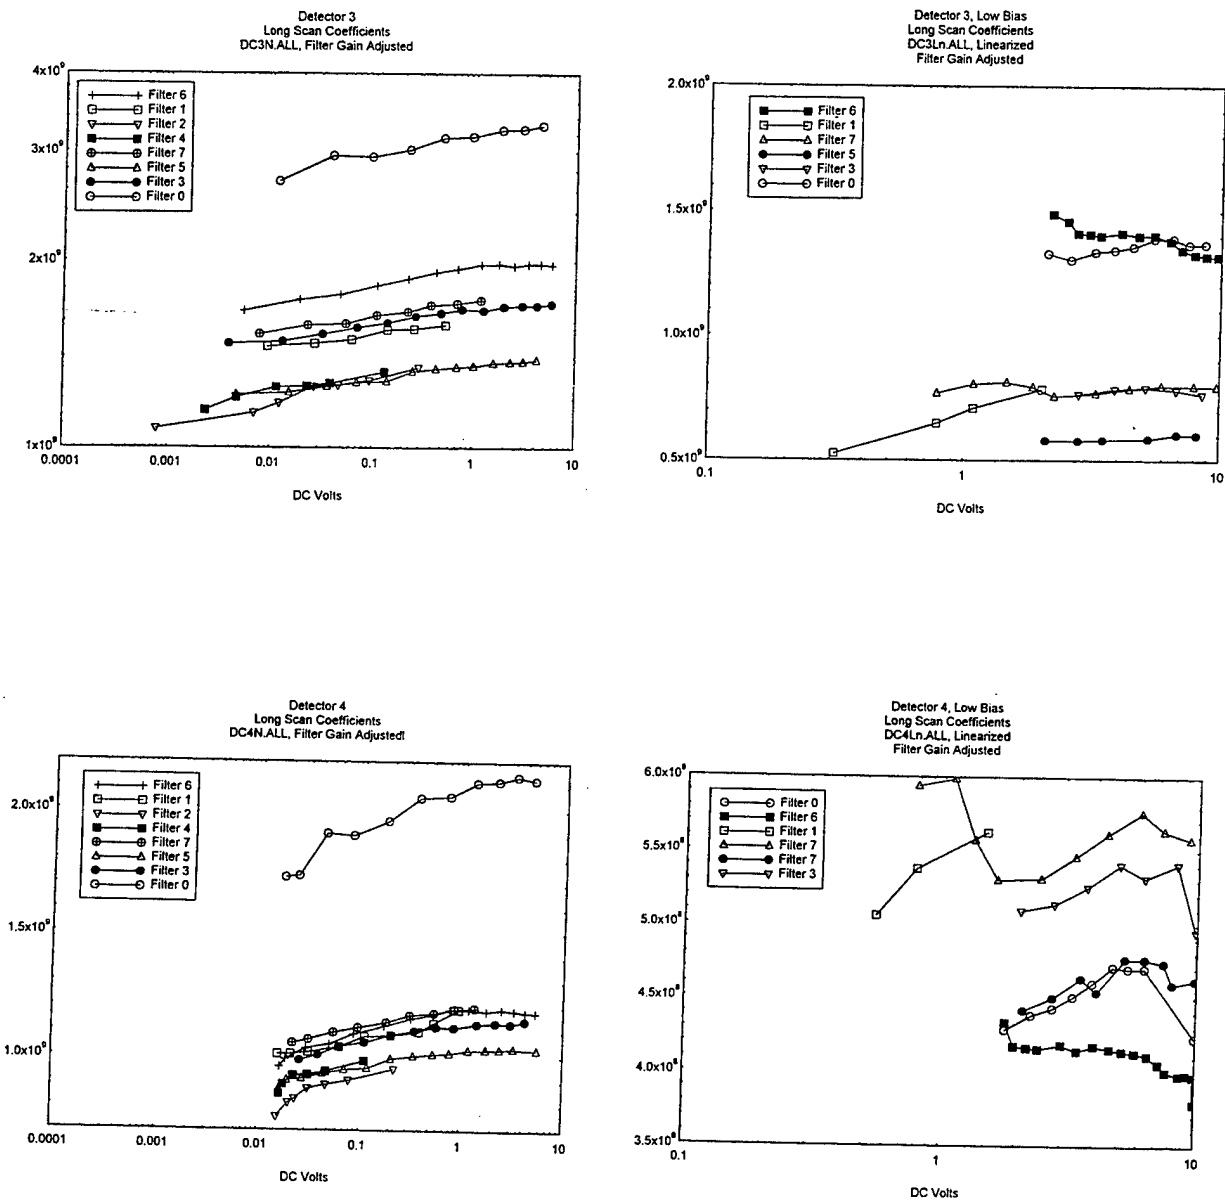 Detector 3
Long Scan Coefficients
DC3N.ALL, Filter Gain Adjusted
4x10⁹
3x10⁹
2x10⁹
1x10⁹
Filter 6
Filter 1
Filter 2
Filter 4
Filter 7
Filter 5
Filter 3
Filter 0
0.0001
0.001
0.01
0.1
1
10
DC Volts
Detector 3, Low Bias
Long Scan Coefficients
DC3Ln.ALL, Linearized
Filter Gain Adjusted
2.0x10⁹
1.5x10⁹
1.0x10⁹
0.5x10⁹
Filter 6
Filter 1
Filter 7
Filter 5
Filter 3
Filter 0
0.1
1
10
DC Volts
Detector 4
Long Scan Coefficients
DC4N.ALL, Filter Gain Adjusted!
2.0x10⁹
1.5x10⁹
1.0x10⁹
Filter 6
Filter 1
Filter 2
Filter 4
Filter 7
Filter 5
Filter 3
Filter 0
0.0001
0.001
0.01
0.1
1
10
DC Volts
Detector 4, Low Bias
Long Scan Coefficients
DC4Ln.ALL, Linearized
Filter Gain Adjusted
6.0x10⁸
5.5x10⁸
5.0x10⁸
4.5x10⁸
4.0x10⁸
3.5x10⁸
Filter 0
Filter 6
Filter 1
Filter 7
Filter 7
Filter 3
0.1
1
10
DC Volts